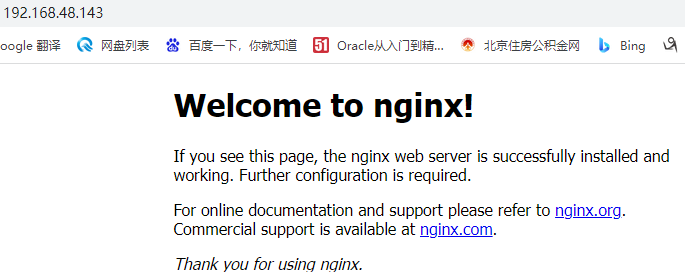 192.168.48.143
oogle 翻译 网盘列表 百度一下，你就知道 51 Oracle从入门到精... 北京住房公积金网 Bing
Welcome to nginx!
If you see this page, the nginx web server is successfully installed and
working. Further configuration is required.
For online documentation and support please refer to nginx.org.
Commercial support is available at nginx.com.
Thank you for using nginx.